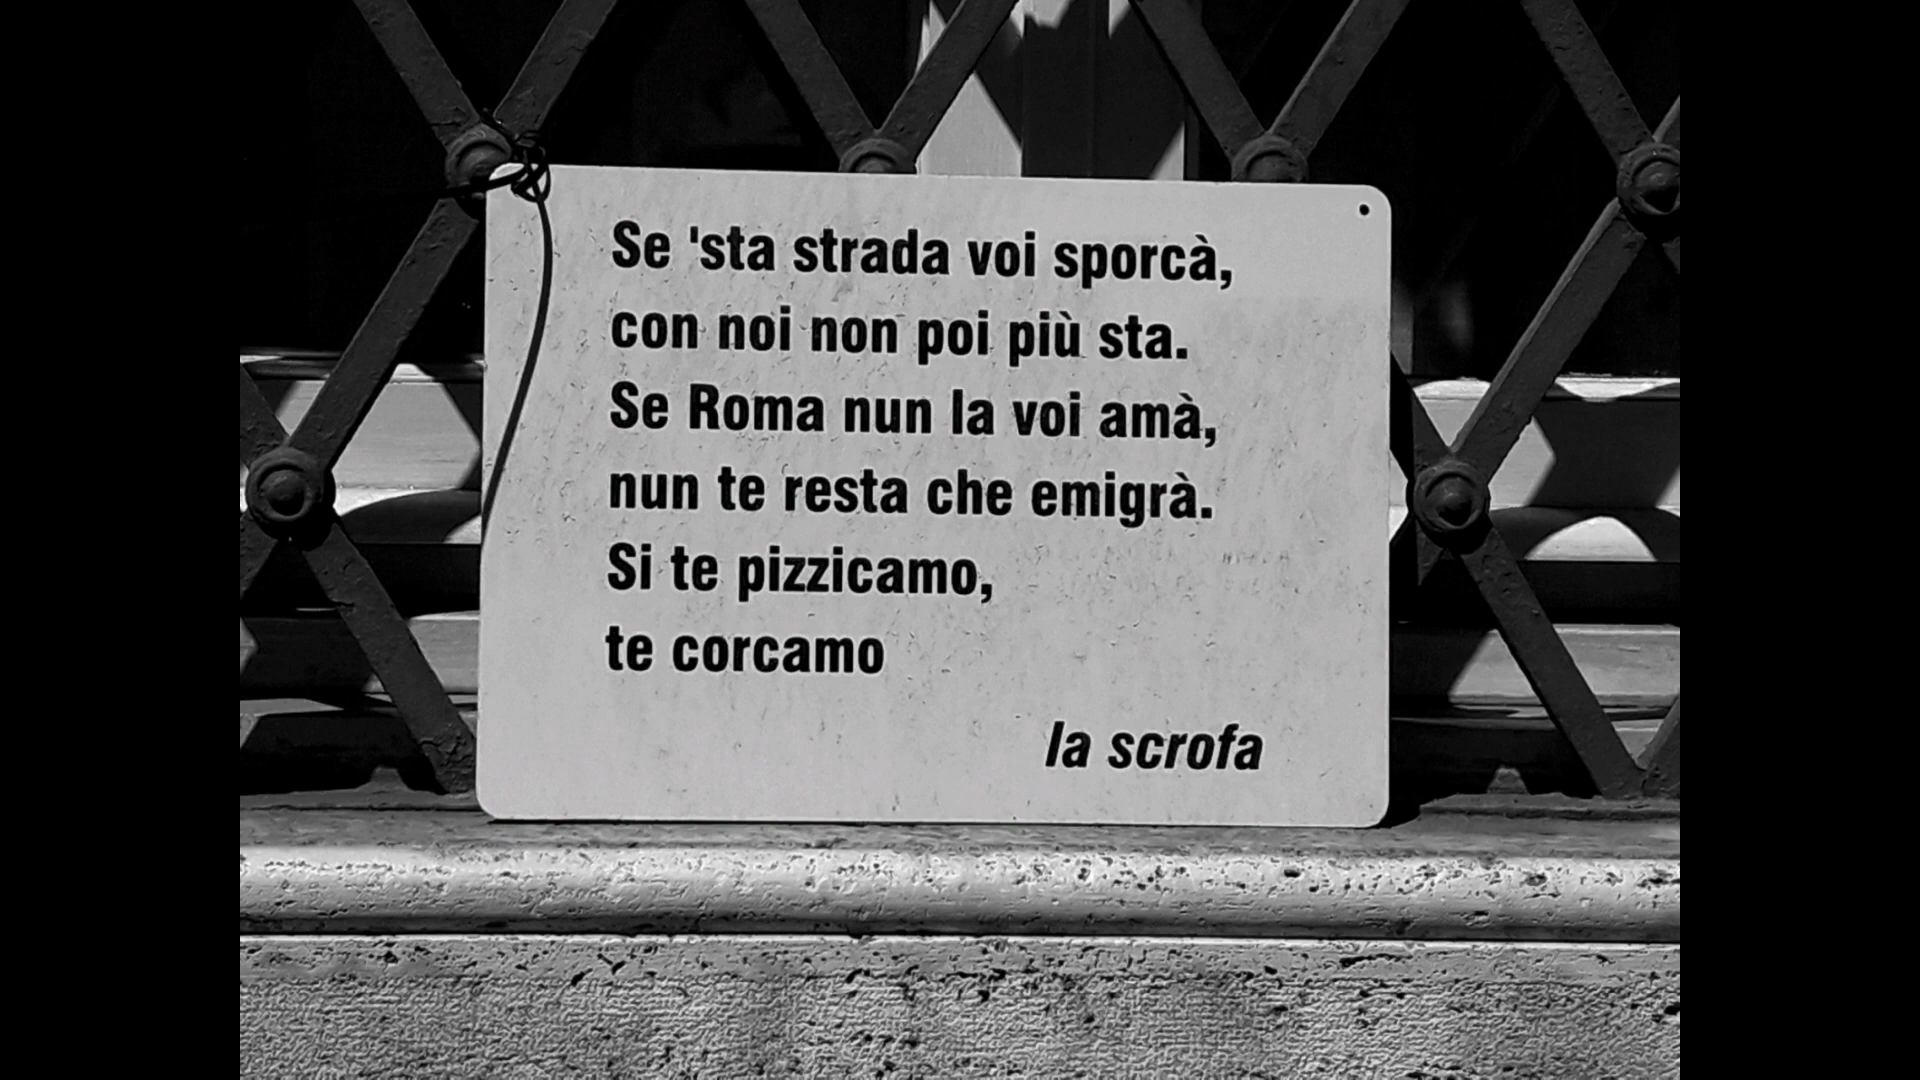 Se 'sta strada voi sporcà,
con noi non poi più sta.
Se Roma nun la voi amà,
nun te resta che emigrà.
Si te pizzicamo,
te corcamo
la scrofa